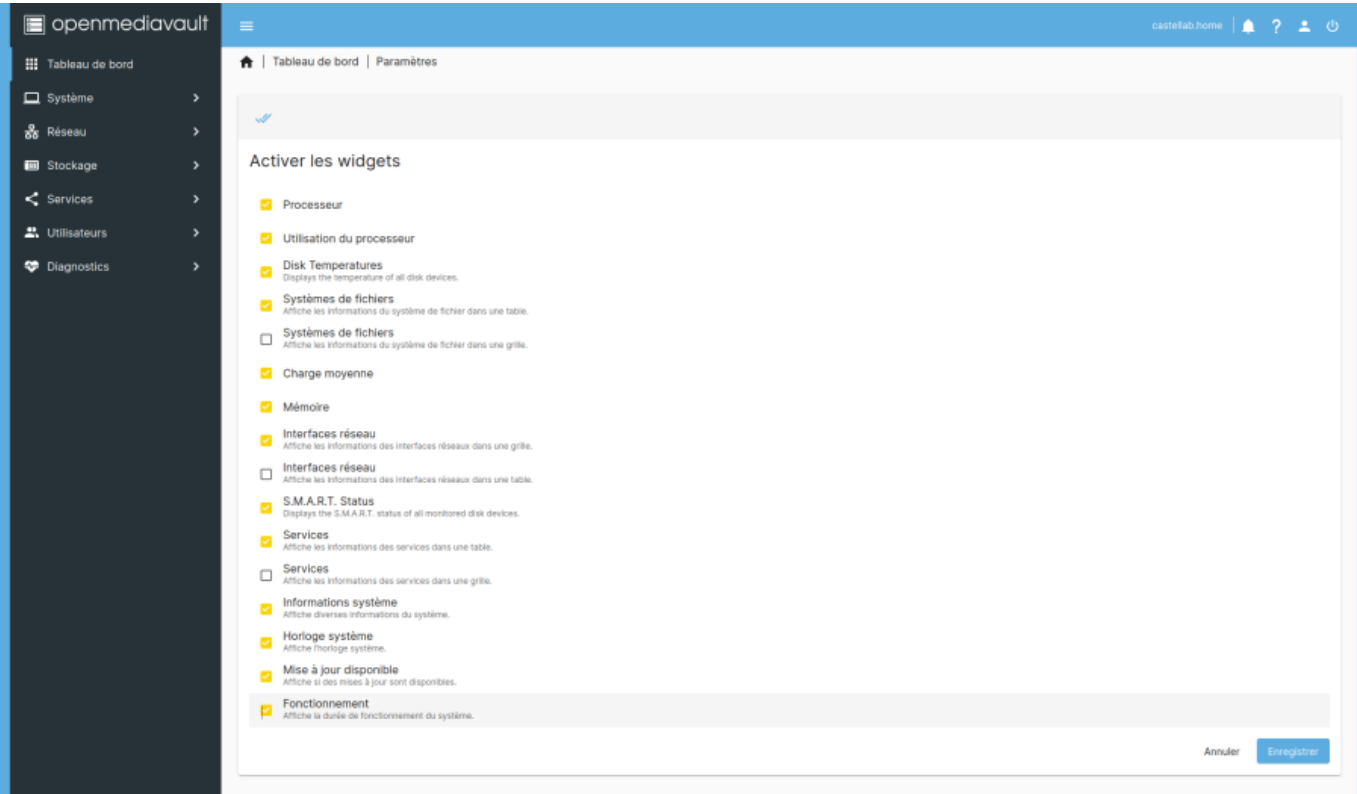 openmediavault
castellab.home
?
Tableau de bord
Système
Réseau
Stockage
Services
Utilisateurs
Diagnostics
| Tableau de bord | Paramètres
Activer les widgets
Processeur
Utilisation du processeur
Disk Temperatures
Displays the temperature of all disk devices.
Systèmes de fichiers
Affiche les informations du système de fichier dans une table.
Systèmes de fichiers
Affiche les informations du système de fichier dans une grille.
Charge moyenne
Mémoire
Interfaces réseau
Affiche les informations des interfaces réseaux dans une grille.
Interfaces réseau
Affiche les informations des interfaces réseaux dans une table.
S.M.A.R.T. Status
Displays the S.M.A.R.T. status of all monitored disk devices.
Services
Affiche les informations des services dans une table.
Services
Affiche les informations des services dans une grille.
Informations système
Affiche diverses informations du système.
Horloge système
Affiche l'horloge système.
Mise à jour disponible
Affiche si des mises à jour sont disponibles.
Fonctionnement
Affiche la durée de fonctionnement du système.
Annuler
Enregistrer